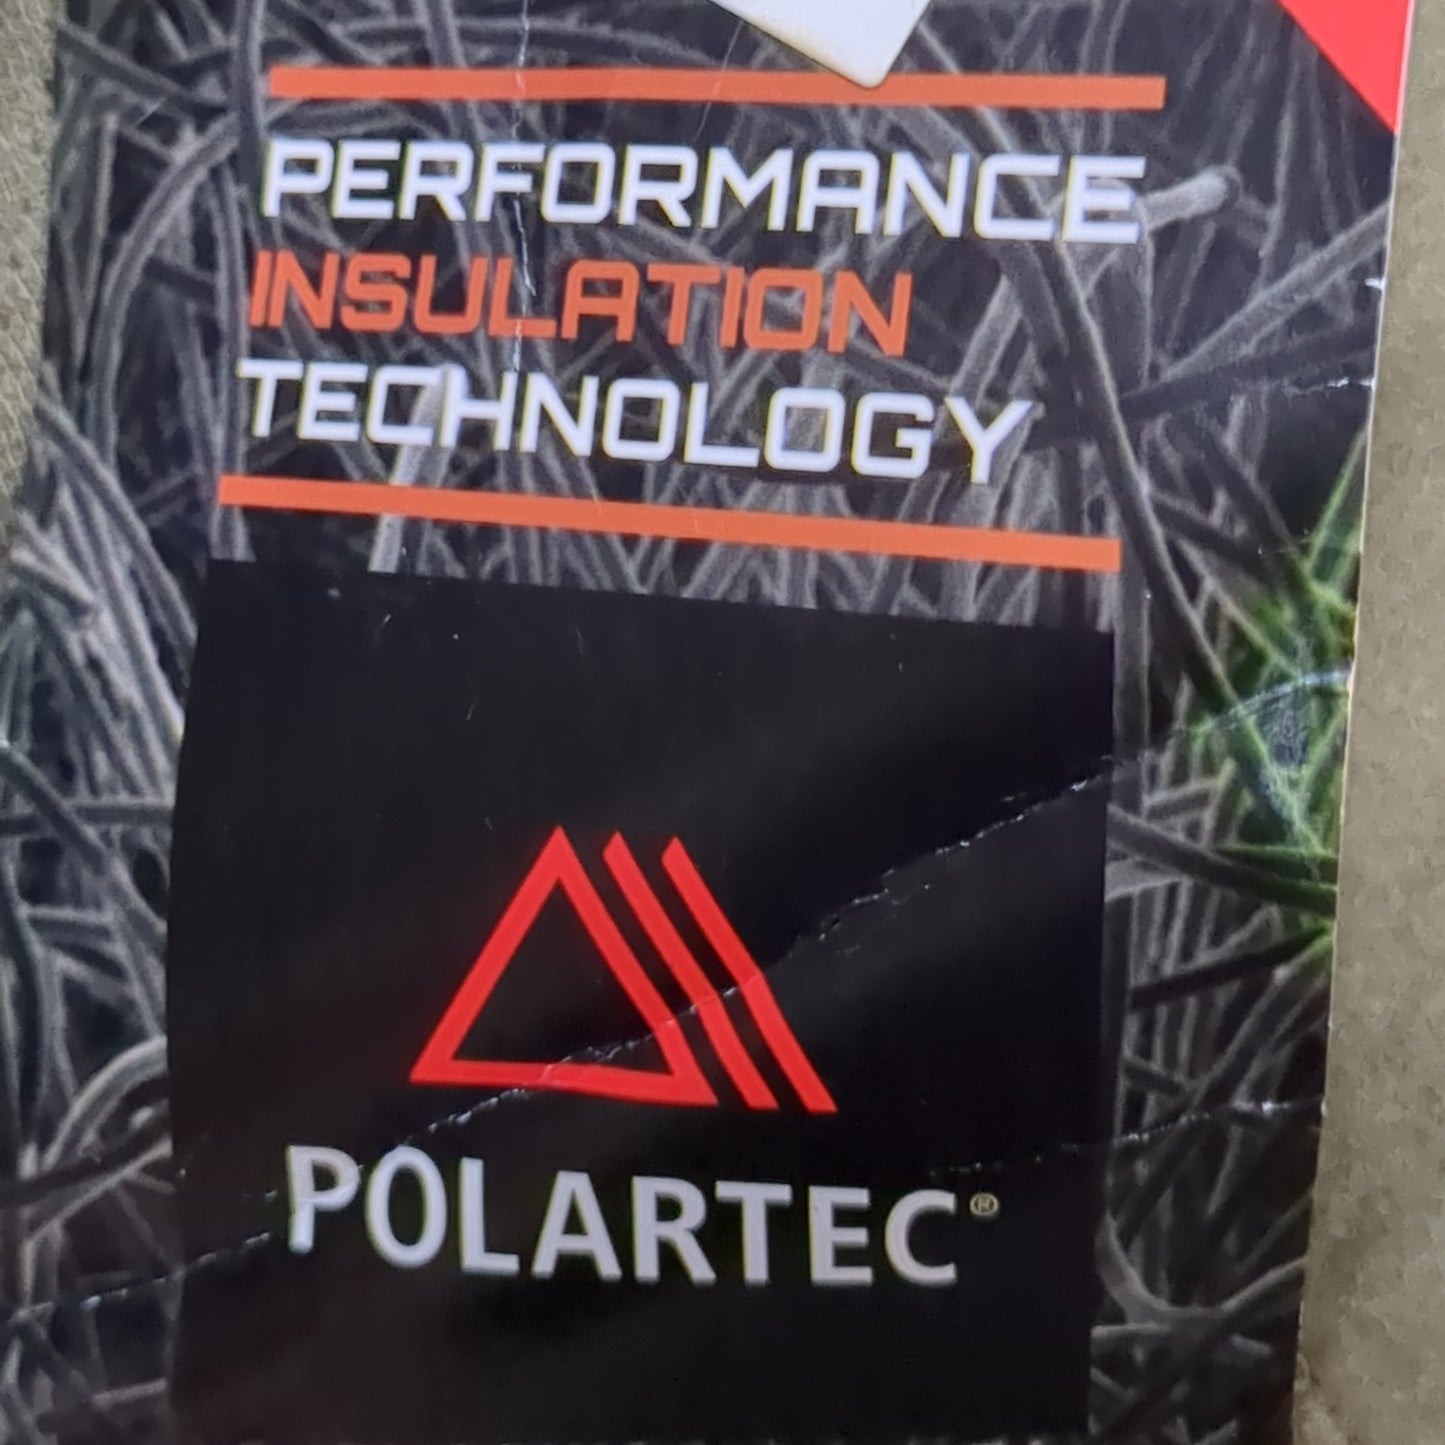 PERFORMANCE
INSULATION
TECHNOLOGY
POLARTEC®